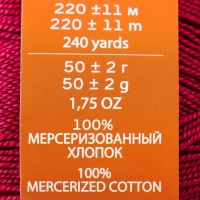 220 ±11 м
220 ± 11 m
240 yards
50 ± 2 г
50 ± 2 g
1,75 OZ
100%
МЕРСЕРИЗОВАННЫЙ
ХЛОПОК
100%
MERCERIZED COTTON